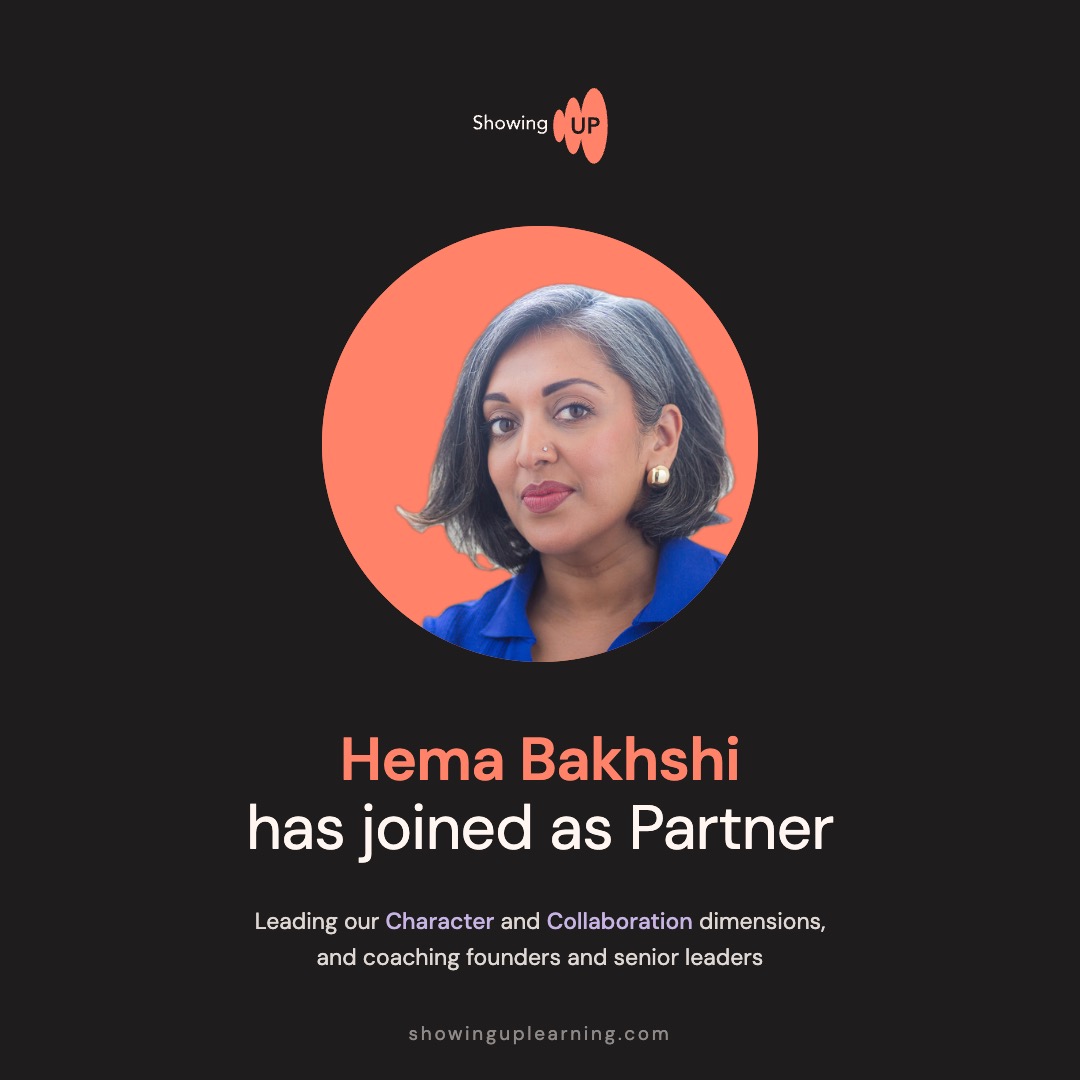 Showing UP
Hema Bakhshi
has joined as Partner
Leading our Character and Collaboration dimensions,
and coaching founders and senior leaders
showinguplearning.com